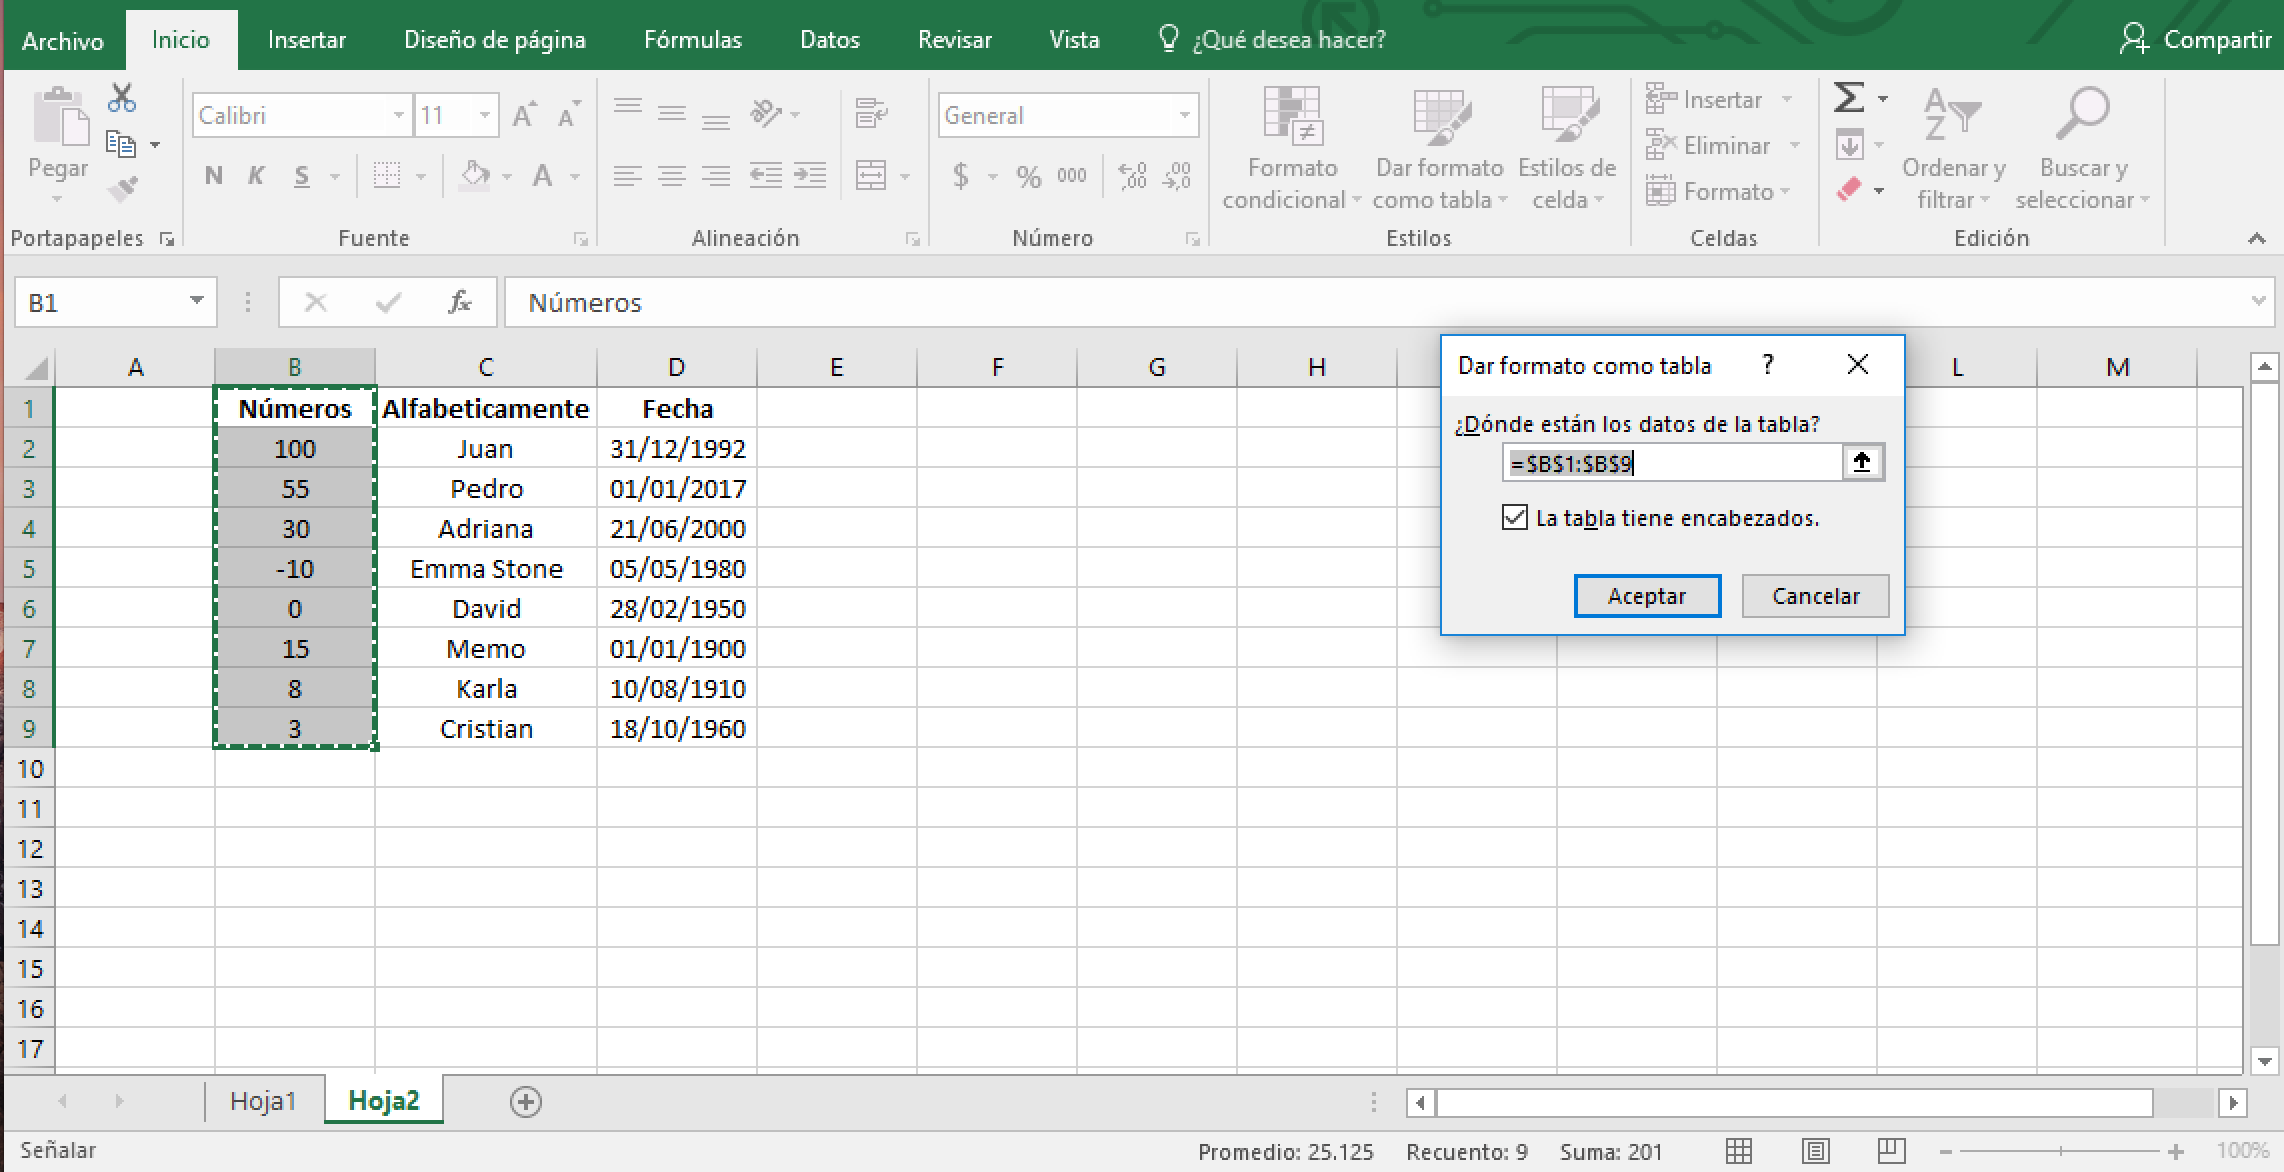 Archivo Inicio Insertar Diseño de página Fórmulas Datos Revisar Vista ¿Qué desea hacer? Compartir
Pegar
Portapapeles
Calibri 11
N K S
Fuente
Alineación
General
$ % 000
Número
Formato condicional
Dar formato como tabla
Estilos de celda
Estilos
Insertar
Eliminar
Formato
Celdas
Ordenar y filtrar
Buscar y seleccionar
Edición
B1 fx Números
A B C D E F G H L M
1 Números Alfabeticamente Fecha
2 100 Juan 31/12/1992
3 55 Pedro 01/01/2017
4 30 Adriana 21/06/2000
5 -10 Emma Stone 05/05/1980
6 0 David 28/02/1950
7 15 Memo 01/01/1900
8 8 Karla 10/08/1910
9 3 Cristian 18/10/1960
10
11
12
13
14
15
16
17
Dar formato como tabla ?
¿Dónde están los datos de la tabla?
=$B$1:$B$9
La tabla tiene encabezados.
Aceptar Cancelar
Hoja1 Hoja2
Señalar Promedio: 25.125 Recuento: 9 Suma: 201 100%